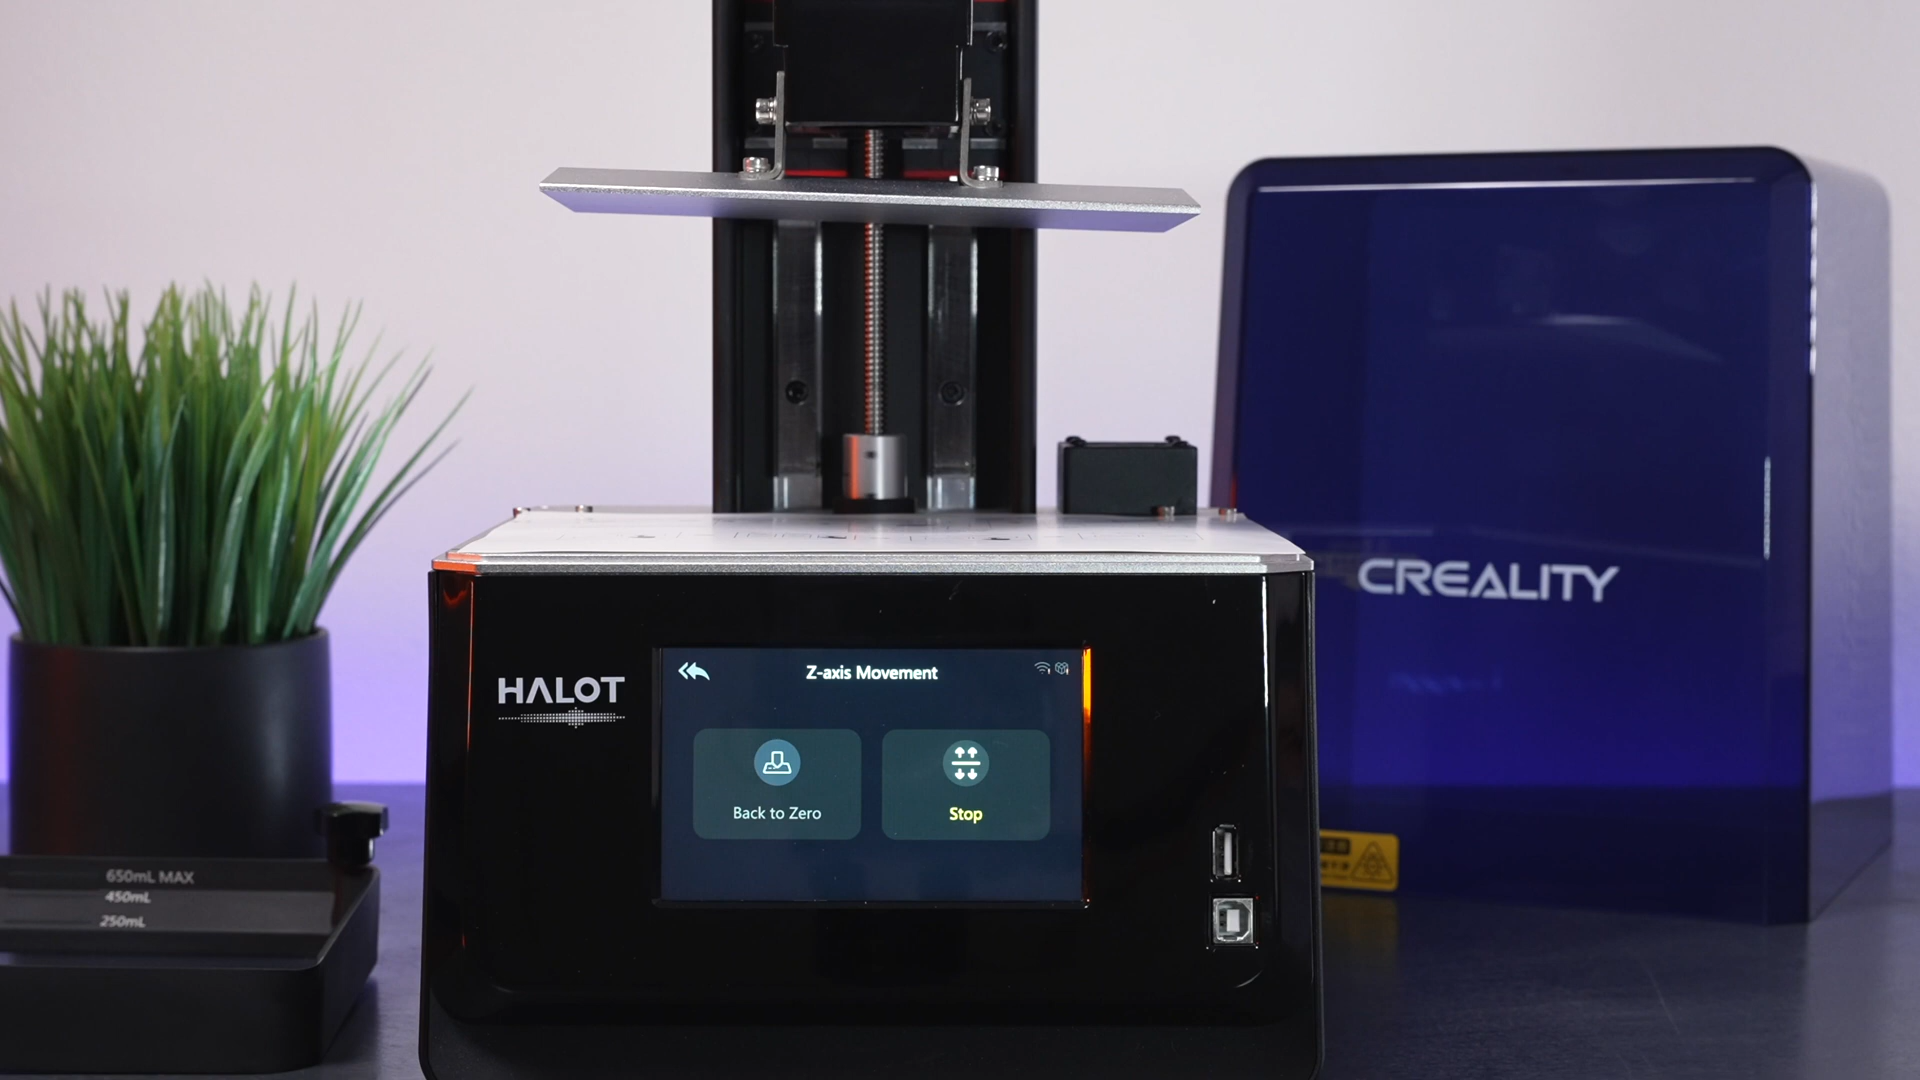 CREALITY
HALOT
Z-axis Movement
Back to Zero
Stop
650mL MAX
450mL
250mL